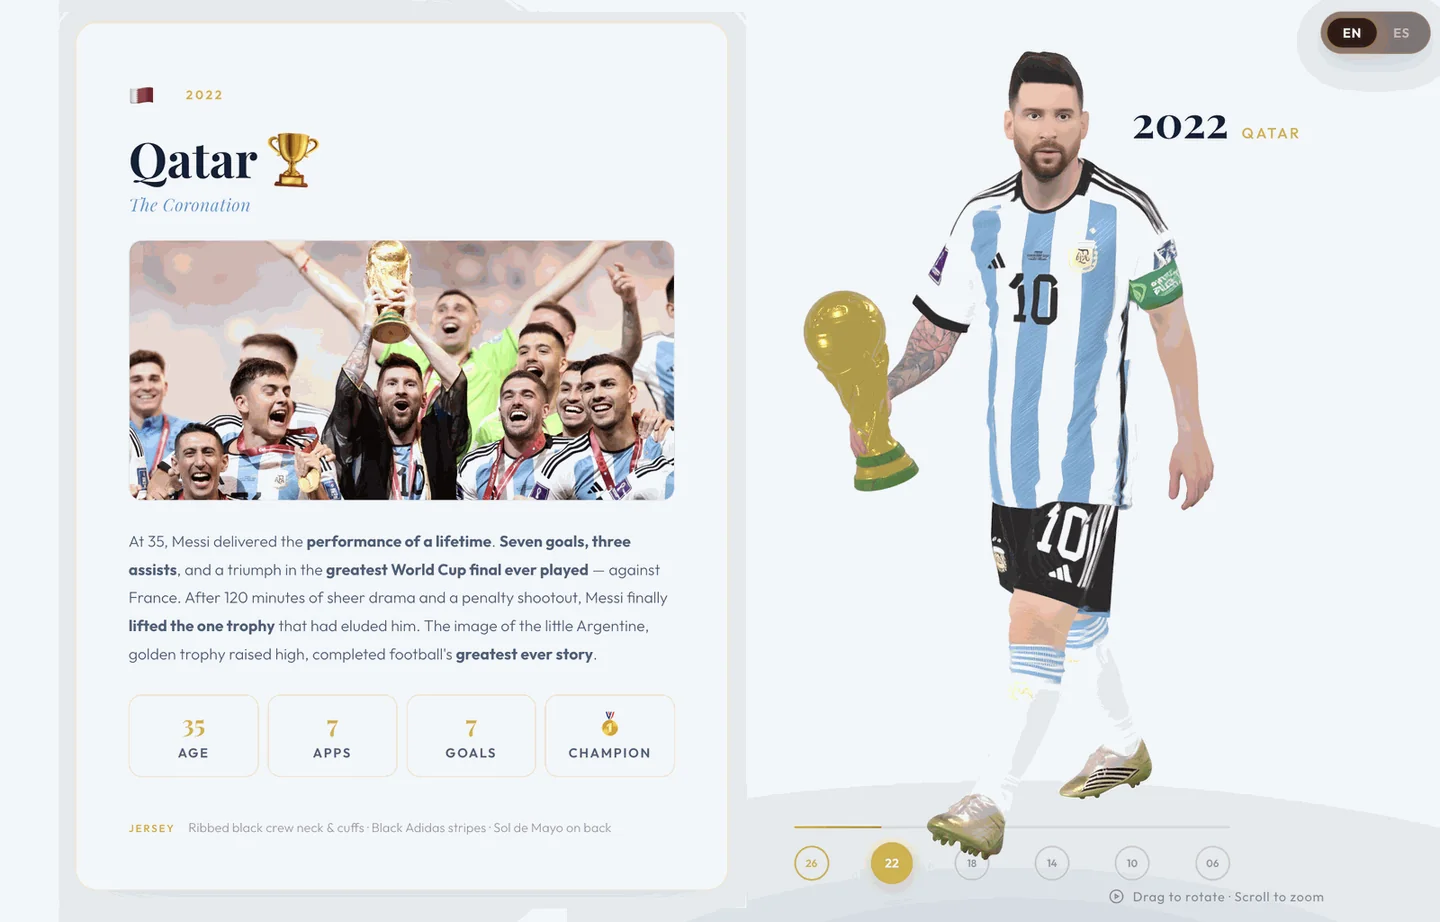 2022
Qatar
The Coronation
At 35, Messi delivered the performance of a lifetime. Seven goals, three
assists, and a triumph in the greatest World Cup final ever played — against
France. After 120 minutes of sheer drama and a penalty shootout, Messi finally
lifted the one trophy that had eluded him. The image of the little Argentine,
golden trophy raised high, completed football's greatest ever story.
35
AGE
7
APPS
7
GOALS
1
CHAMPION
JERSEY Ribbed black crew neck & cuffs · Black Adidas stripes · Sol de Mayo on back
EN ES
2022 QATAR
10
10
26 22 18 14 10 06
Drag to rotate · Scroll to zoom